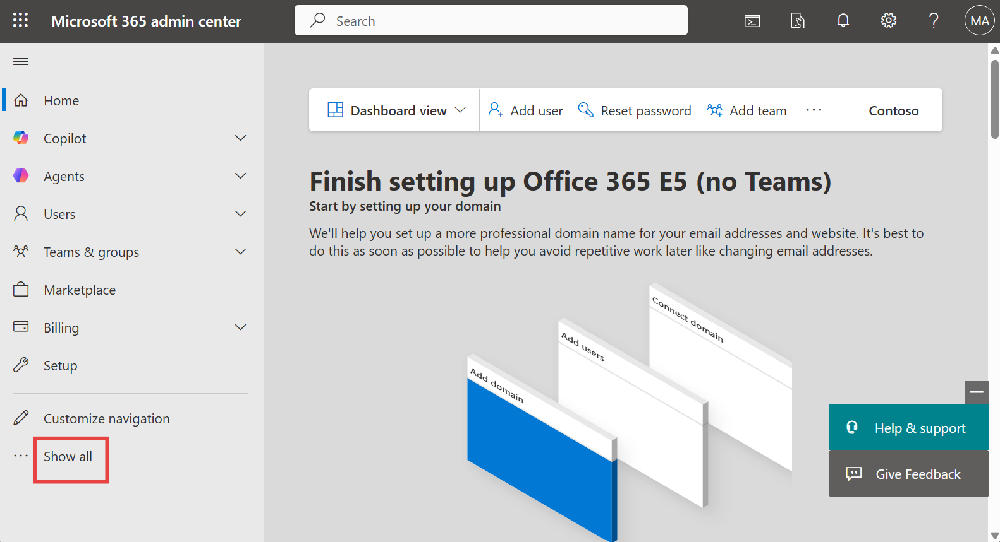 Microsoft 365 admin center
Search
MA
Home
Copilot
Agents
Users
Teams & groups
Marketplace
Billing
Setup
Customize navigation
Show all
Dashboard view
Add user
Reset password
Add team
Contoso
Finish setting up Office 365 E5 (no Teams)
Start by setting up your domain
We'll help you set up a more professional domain name for your email addresses and website. It's best to
do this as soon as possible to help you avoid repetitive work later like changing email addresses.
Connect domain
Add users
Add domain
Help & support
Give Feedback